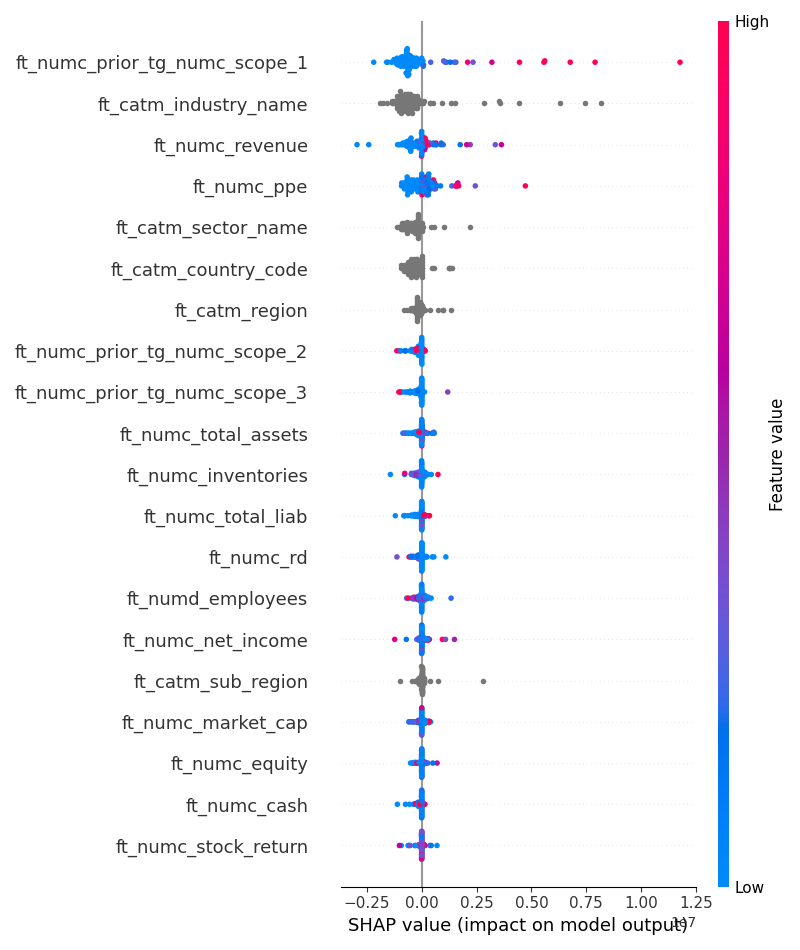 High
ft_numc_prior_tg_numc_scope_1
ft_catm_industry_name
ft_numc_revenue
ft_numc_ppe
ft_catm_sector_name
ft_catm_country_code
ft_catm_region
ft_numc_prior_tg_numc_scope_2
ft_numc_prior_tg_numc_scope_3
ft_numc_total_assets
ft_numc_inventories
ft_numc_total_liab
ft_numc_rd
ft_numd_employees
ft_numc_net_income
ft_catm_sub_region
ft_numc_market_cap
ft_numc_equity
ft_numc_cash
ft_numc_stock_return
Feature value
Low
−0.25 0.00 0.25 0.50 0.75 1.00 1.25
1e7
SHAP value (impact on model output)